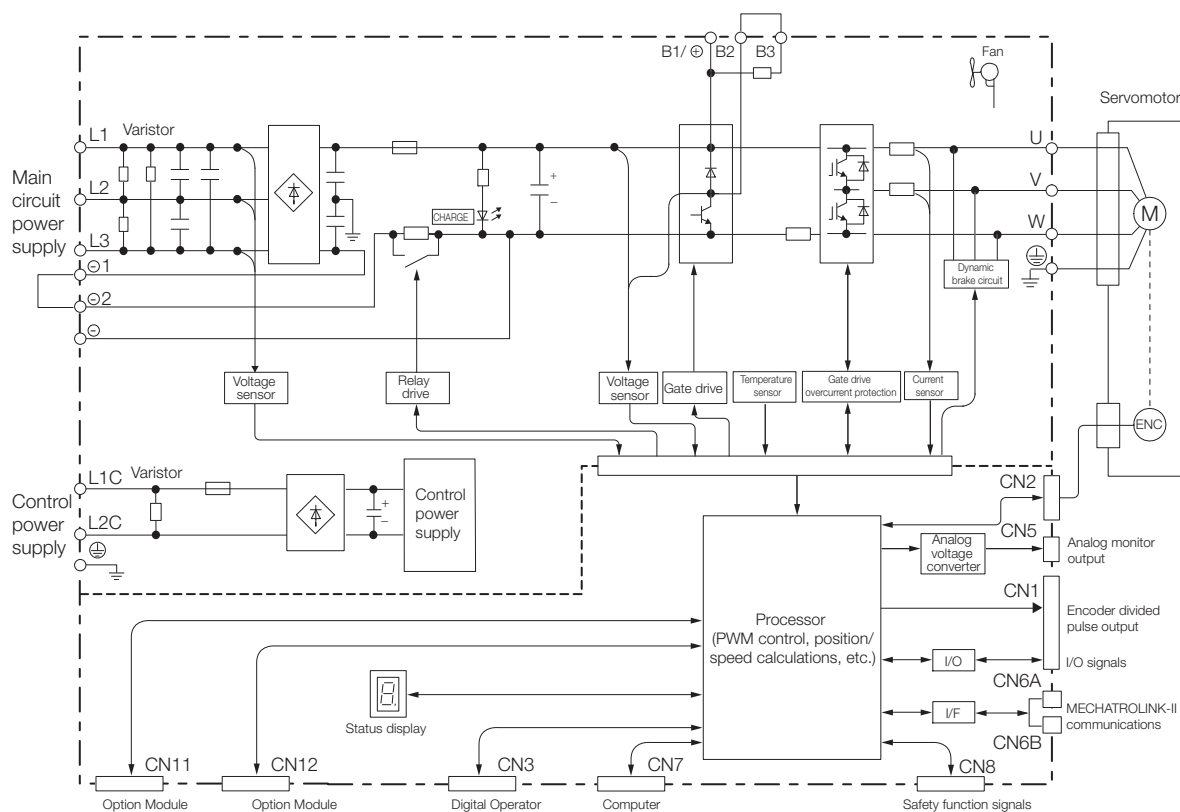 B1/ ⊕
B2
B3
Fan
Servomotor
Main
circuit
power
supply
L1
Varistor
L2
L3
⊖1
⊖2
⊖
CHARGE
+
–
U
V
W
M
Dynamic
brake circuit
Voltage
sensor
Relay
drive
Voltage
sensor
Gate drive
Temperature
sensor
Gate drive
overcurrent protection
Current
sensor
ENC
Control
power
supply
L1C
Varistor
L2C
+
–
Control
power
supply
CN2
CN5
Analog
voltage
converter
Analog monitor
output
CN1
Processor
(PWM control, position/
speed calculations, etc.)
Encoder divided
pulse output
I/O
I/O signals
CN6A
I/F
MECHATROLINK-II
communications
CN6B
8.
Status display
CN11
CN12
CN3
CN7
CN8
Option Module
Option Module
Digital Operator
Computer
Safety function signals